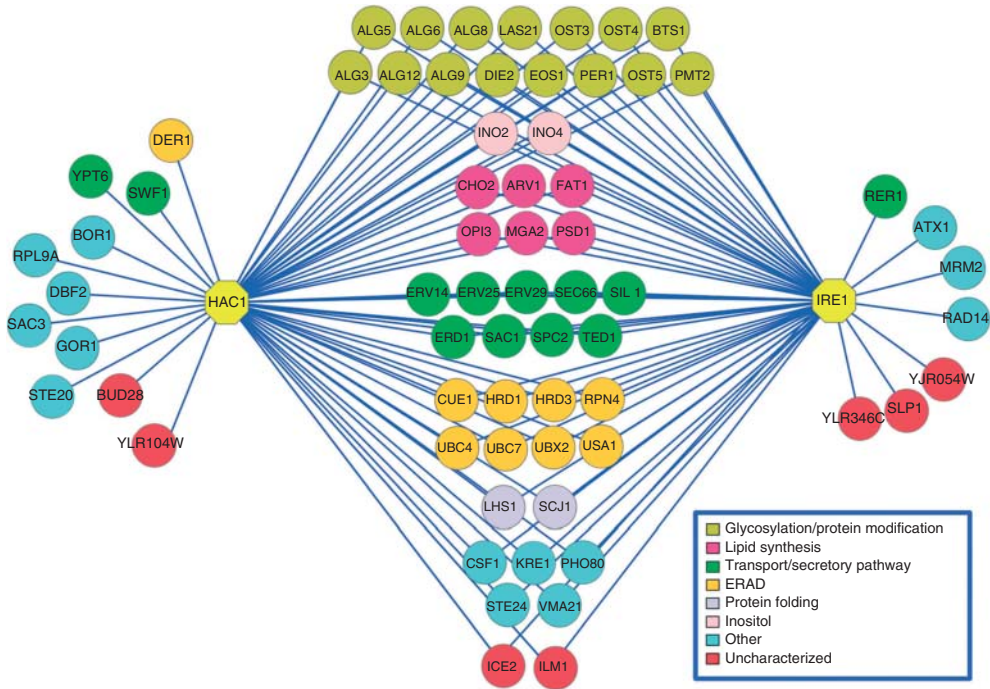 ALG5 ALG6 ALG8 LAS21 OST3 OST4 BTS1
ALG3 ALG12 ALG9 DIE2 EOS1 PER1 OST5 PMT2
INO2 INO4
DER1
YPT6
SWF1
CHO2 ARV1 FAT1
OPI3 MGA2 PSD1
RER1
ATX1
BOR1
RPL9A
MRM2
DBF2
HAC1
ERV14 ERV25 ERV29 SEC66 SIL 1
IRE1
SAC3
RAD14
GOR1
ERD1 SAC1 SPC2 TED1
STE20
BUD28
YLR104W
CUE1 HRD1 HRD3 RPN4
UBC4 UBC7 UBX2 USA1
YJR054W
SLP1
YLR346C
LHS1 SCJ1
CSF1 KRE1 PHO80
STE24 VMA21
ICE2 ILM1
Glycosylation/protein modification
Lipid synthesis
Transport/secretory pathway
ERAD
Protein folding
Inositol
Other
Uncharacterized